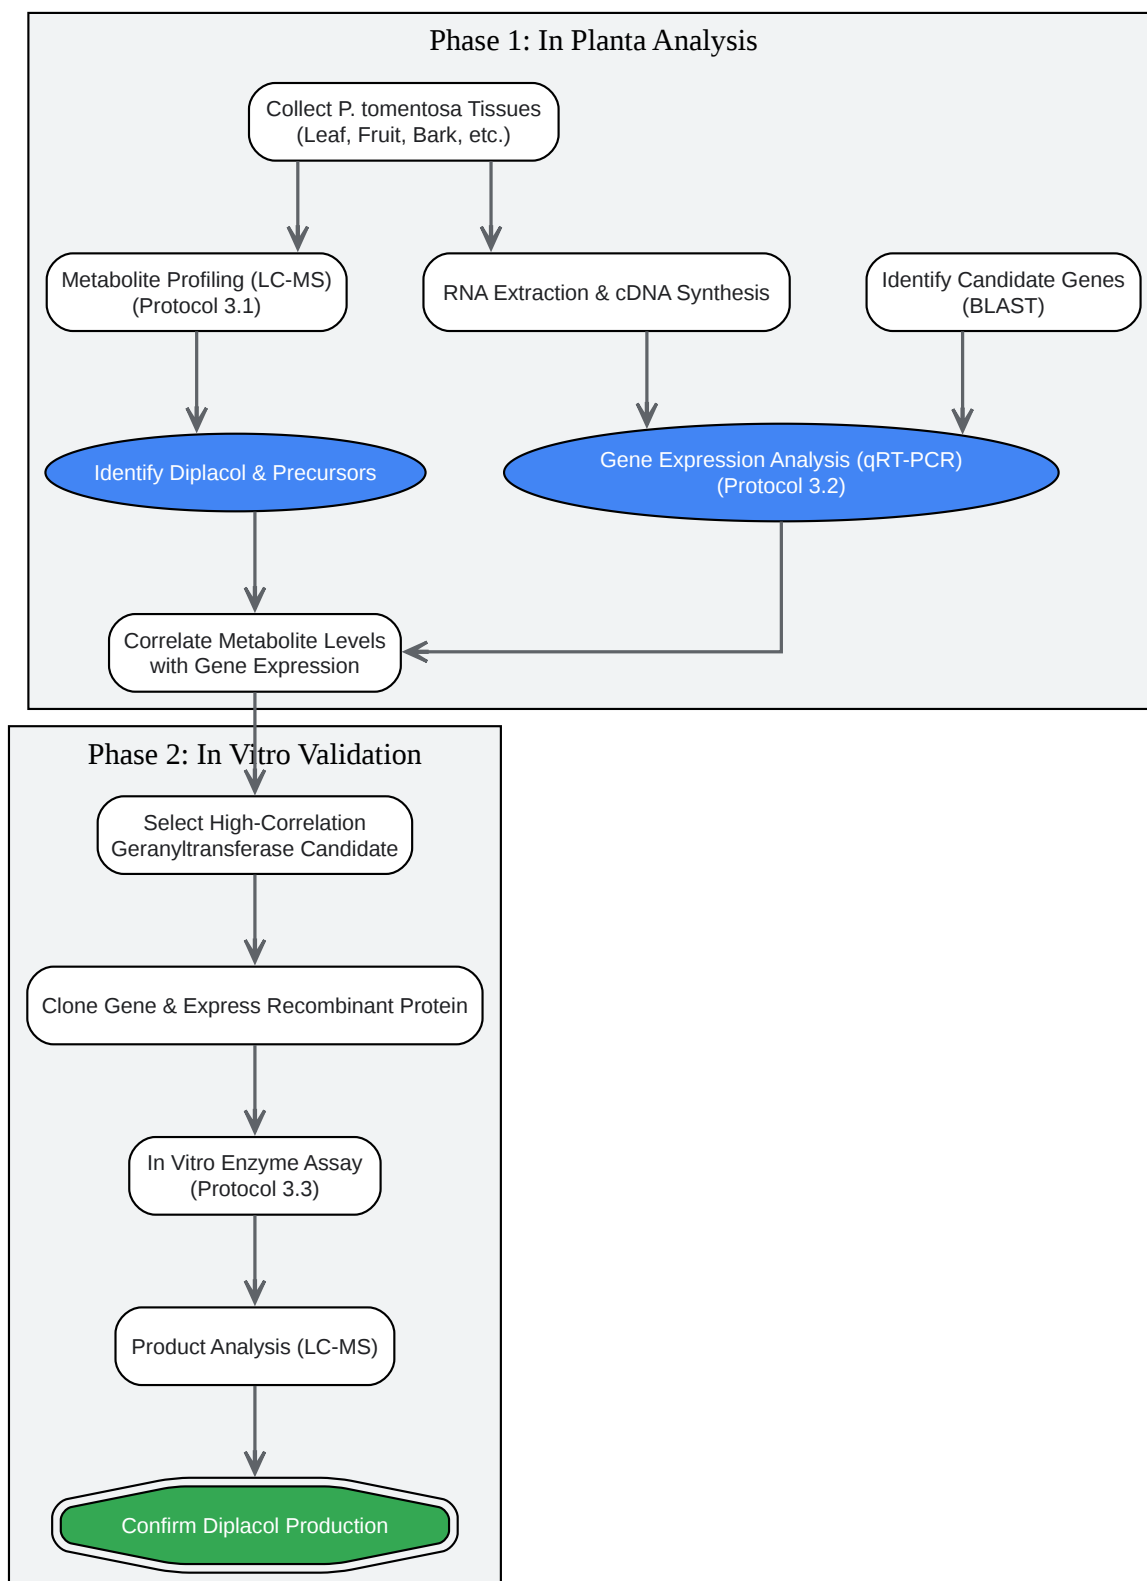 Phase 1: In Planta Analysis
Collect P. tomentosa Tissues
(Leaf, Fruit, Bark, etc.)
Metabolite Profiling (LC-MS)
(Protocol 3.1)
RNA Extraction & cDNA Synthesis
Identify Candidate Genes
(BLAST)
Identify Diplacol & Precursors
Gene Expression Analysis (qRT-PCR)
(Protocol 3.2)
Correlate Metabolite Levels
with Gene Expression
Phase 2: In Vitro Validation
Select High-Correlation
Geranyltransferase Candidate
Clone Gene & Express Recombinant Protein
In Vitro Enzyme Assay
(Protocol 3.3)
Product Analysis (LC-MS)
Confirm Diplacol Production